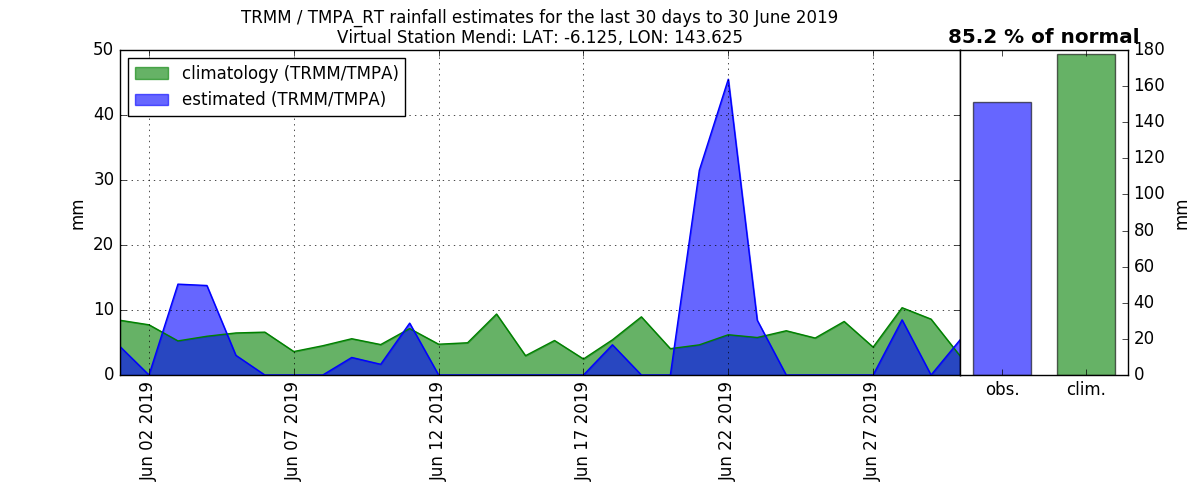 TRMM / TMPA_RT rainfall estimates for the last 30 days to 30 June 2019
Virtual Station Mendi: LAT: -6.125, LON: 143.625
85.2 % of normal
climatology (TRMM/TMPA)
estimated (TRMM/TMPA)
50
40
30
20
10
0
mm
180
160
140
120
100
80
60
40
20
0
mm
obs.
clim.
Jun 02 2019
Jun 07 2019
Jun 12 2019
Jun 17 2019
Jun 22 2019
Jun 27 2019